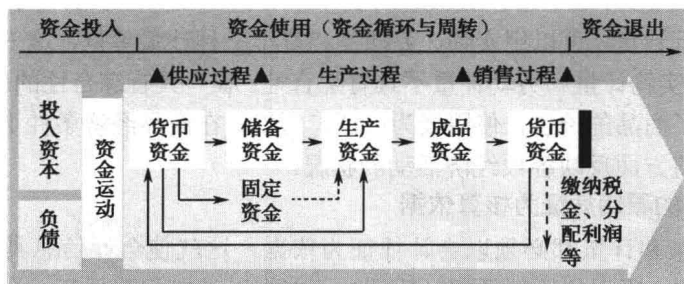 资金投入 资金使用（资金循环与周转） 资金退出
▲供应过程▲ 生产过程 ▲销售过程▲
投入资本
负债
资金运动
货币资金
储备资金
生产资金
成品资金
货币资金
固定资金
缴纳税
金、分
配利润
等